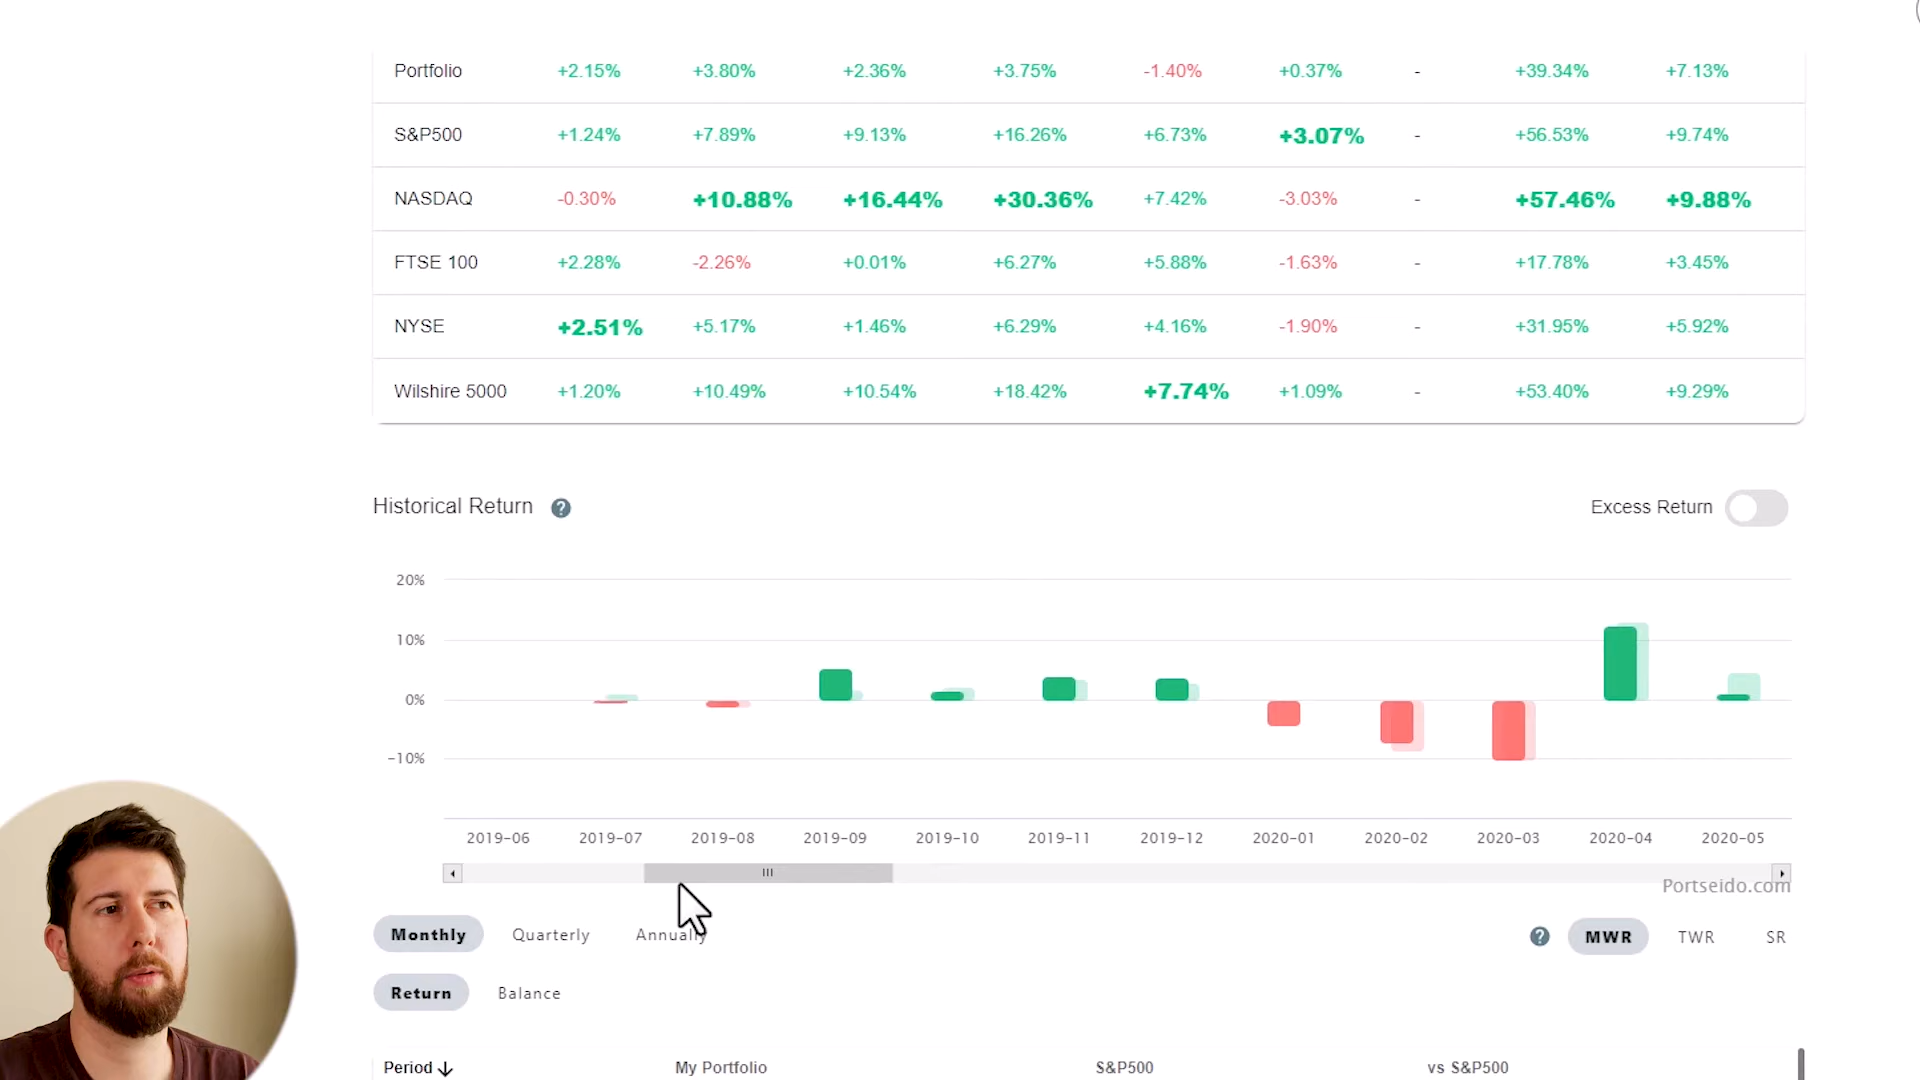 Portfolio +2.15% +3.80% +2.36% +3.75% -1.40% +0.37% - +39.34% +7.13%
S&P500 +1.24% +7.89% +9.13% +16.26% +6.73% +3.07% - +56.53% +9.74%
NASDAQ -0.30% +10.88% +16.44% +30.36% +7.42% -3.03% - +57.46% +9.88%
FTSE 100 +2.28% -2.26% +0.01% +6.27% +5.88% -1.63% - +17.78% +3.45%
NYSE +2.51% +5.17% +1.46% +6.29% +4.16% -1.90% - +31.95% +5.92%
Wilshire 5000 +1.20% +10.49% +10.54% +18.42% +7.74% +1.09% - +53.40% +9.29%
Historical Return ? Excess Return
20%
10%
0%
-10%
2019-06 2019-07 2019-08 2019-09 2019-10 2019-11 2019-12 2020-01 2020-02 2020-03 2020-04 2020-05
Portseido.com
Monthly Quarterly Annually ? MWR TWR SR
Return Balance
Period ↓ My Portfolio S&P500 vs S&P500